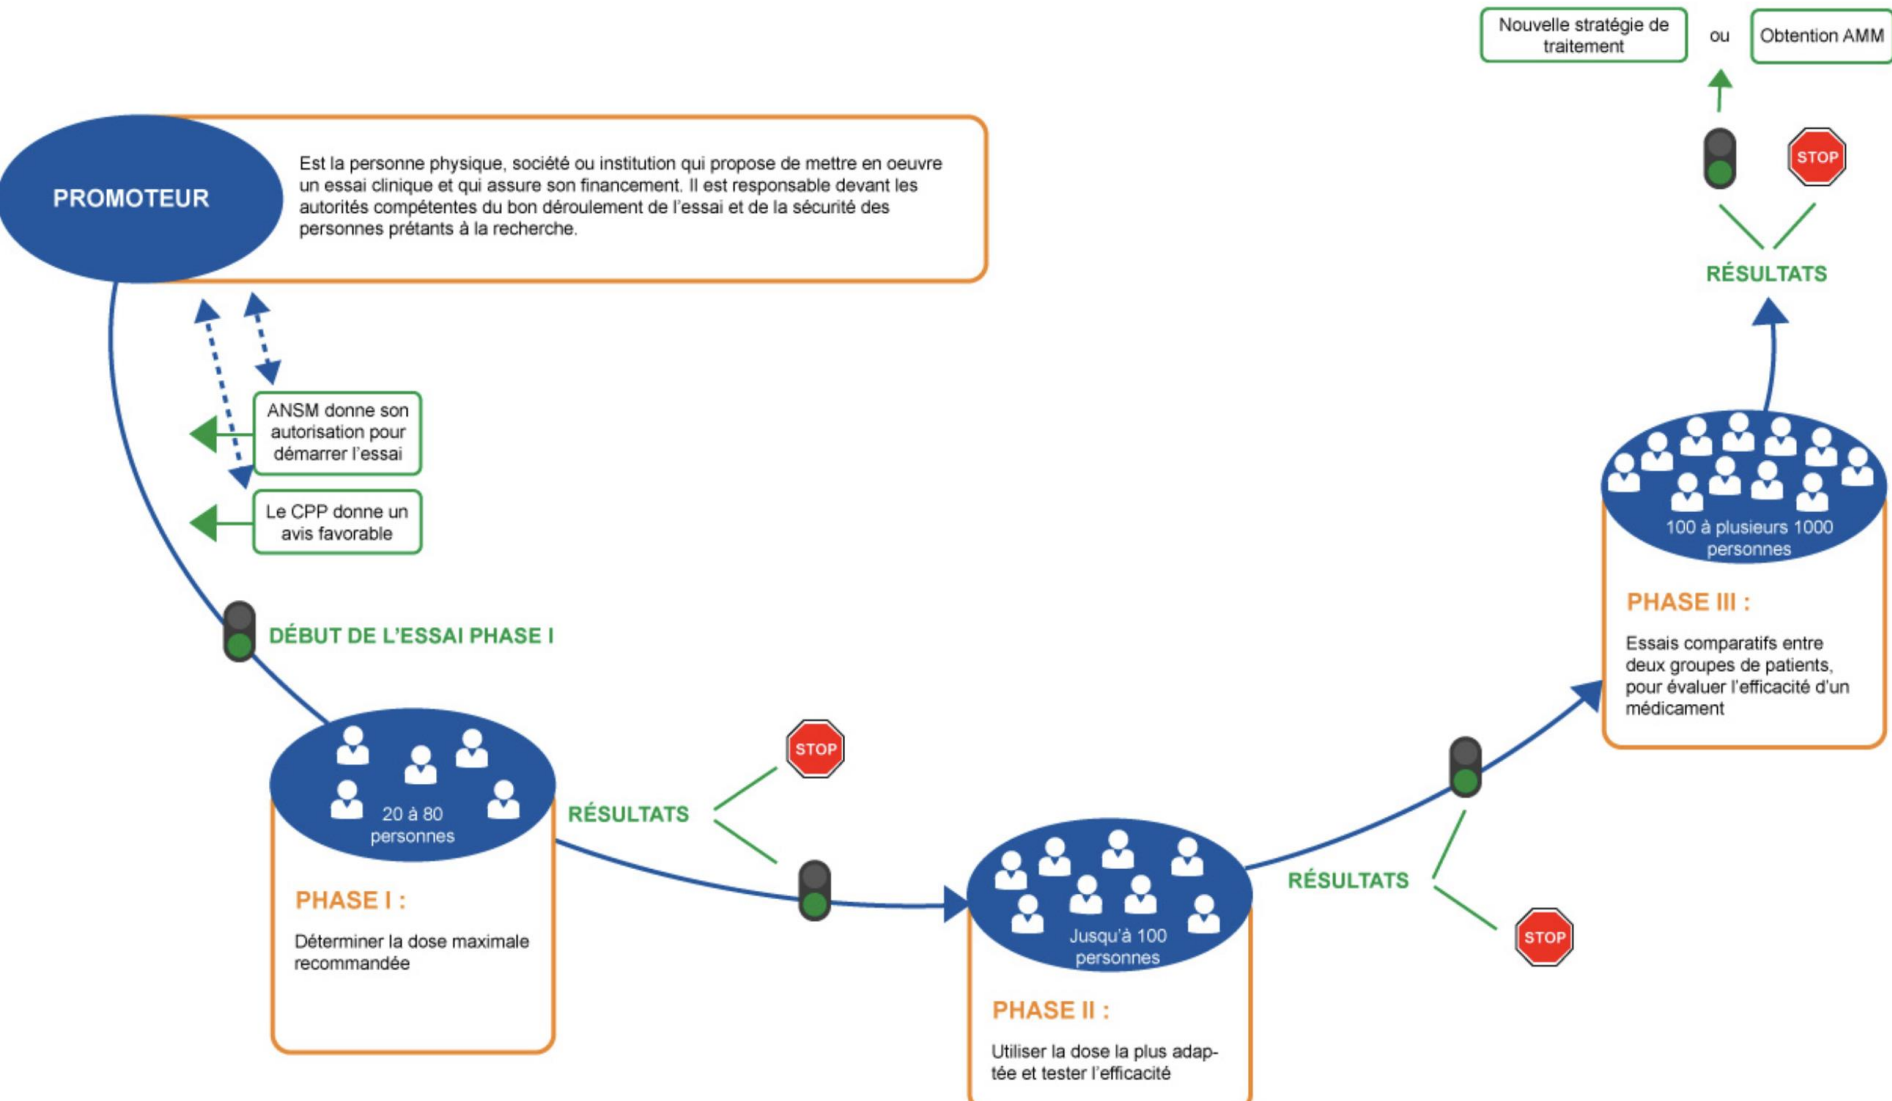 PROMOTEUR
Est la personne physique, société ou institution qui propose de mettre en oeuvre
un essai clinique et qui assure son financement. Il est responsable devant les
autorités compétentes du bon déroulement de l'essai et de la sécurité des
personnes prétants à la recherche.
ANSM donne son
autorisation pour
démarrer l'essai
Le CPP donne un
avis favorable
DÉBUT DE L'ESSAI PHASE I
20 à 80
personnes
PHASE I :
Déterminer la dose maximale
recommandée
RÉSULTATS
STOP
Jusqu'à 100
personnes
PHASE II :
Utiliser la dose la plus adap-
tée et tester l'efficacité
RÉSULTATS
STOP
100 à plusieurs 1000
personnes
PHASE III :
Essais comparatifs entre
deux groupes de patients,
pour évaluer l'efficacité d'un
médicament
RÉSULTATS
STOP
Nouvelle stratégie de
traitement
ou
Obtention AMM